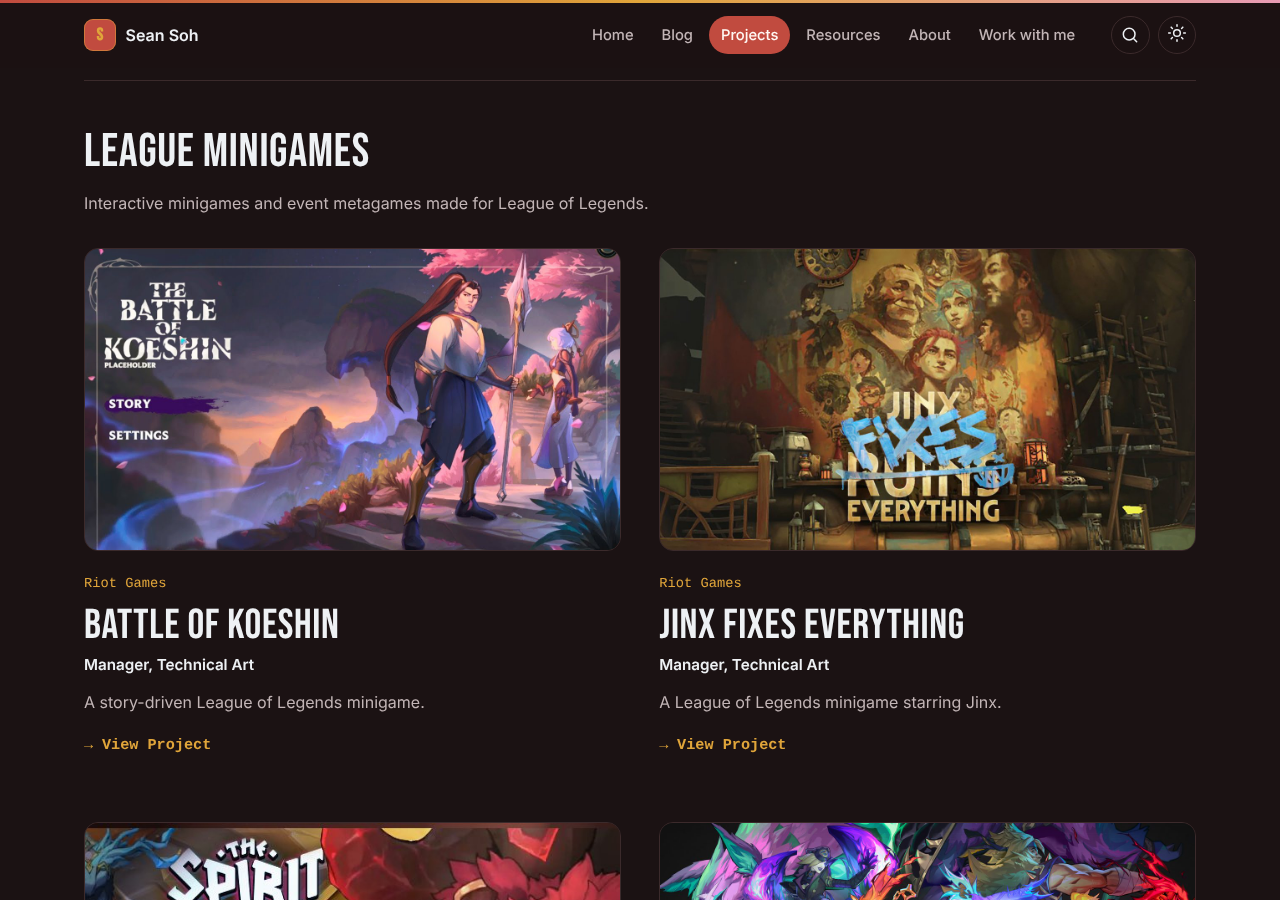 S Sean Soh
Home Blog Projects Resources About Work with me
LEAGUE MINIGAMES
Interactive minigames and event metagames made for League of Legends.
THE
BATTLE
OF
KOESHIN
PLACEHOLDER
STORY
SETTINGS
JINX
FIXES
RUINS
EVERYTHING
Riot Games
BATTLE OF KOESHIN
Manager, Technical Art
A story-driven League of Legends minigame.
→ View Project
Riot Games
JINX FIXES EVERYTHING
Manager, Technical Art
A League of Legends minigame starring Jinx.
→ View Project
THE
SPIRIT